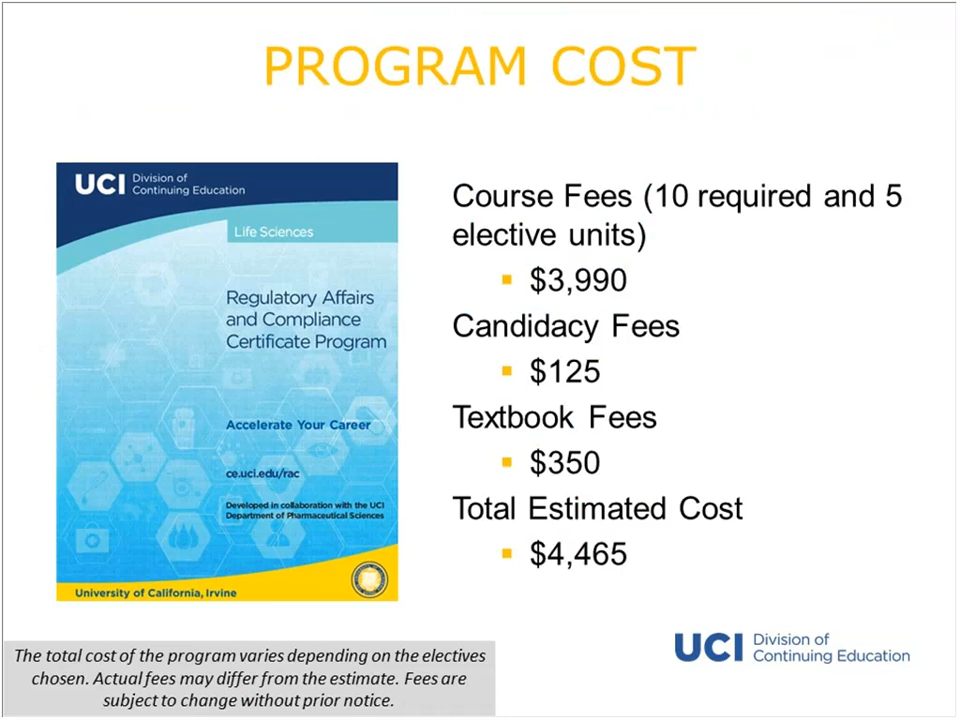 PROGRAM COST
UCI Division of
Continuing Education
Life Sciences
Regulatory Affairs
and Compliance
Certificate Program
Accelerate Your Career
ce.uci.edu/rac
Developed in collaboration with the UCI
Department of Pharmaceutical Sciences
University of California, Irvine
Course Fees (10 required and 5
elective units)
$3,990
Candidacy Fees
$125
Textbook Fees
$350
Total Estimated Cost
$4,465
The total cost of the program varies depending on the electives
chosen. Actual fees may differ from the estimate. Fees are
subject to change without prior notice.
UCI Division of
Continuing Education